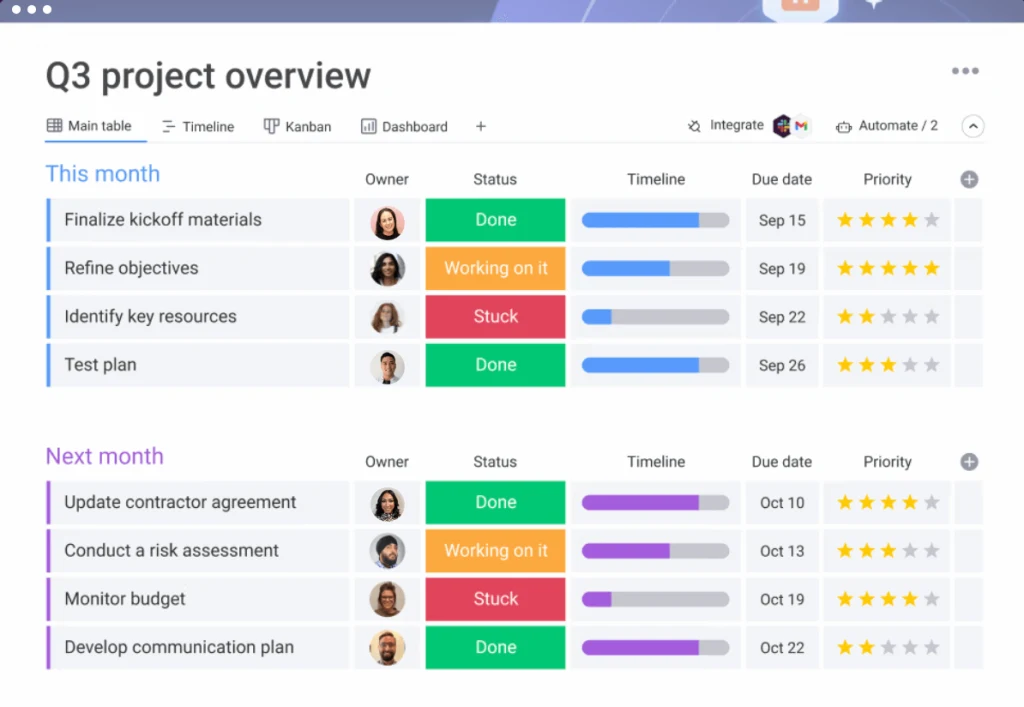 Q3 project overview
Main table Timeline Kanban Dashboard + Integrate Automate / 2
This month Owner Status Timeline Due date Priority
Finalize kickoff materials Done Sep 15
Refine objectives Working on it Sep 19
Identify key resources Stuck Sep 22
Test plan Done Sep 26
Next month Owner Status Timeline Due date Priority
Update contractor agreement Done Oct 10
Conduct a risk assessment Working on it Oct 13
Monitor budget Stuck Oct 19
Develop communication plan Done Oct 22